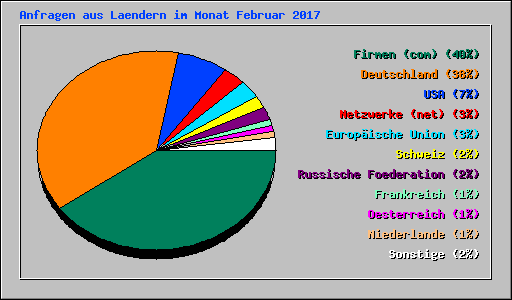 Anfragen aus Laendern im Monat Februar 2017
Firmen (com) (40%)
Deutschland (38%)
USA (7%)
Netzwerke (net) (3%)
Europäische Union (3%)
Schweiz (2%)
Russische Foederation (2%)
Frankreich (1%)
Oesterreich (1%)
Niederlande (1%)
Sonstige (2%)